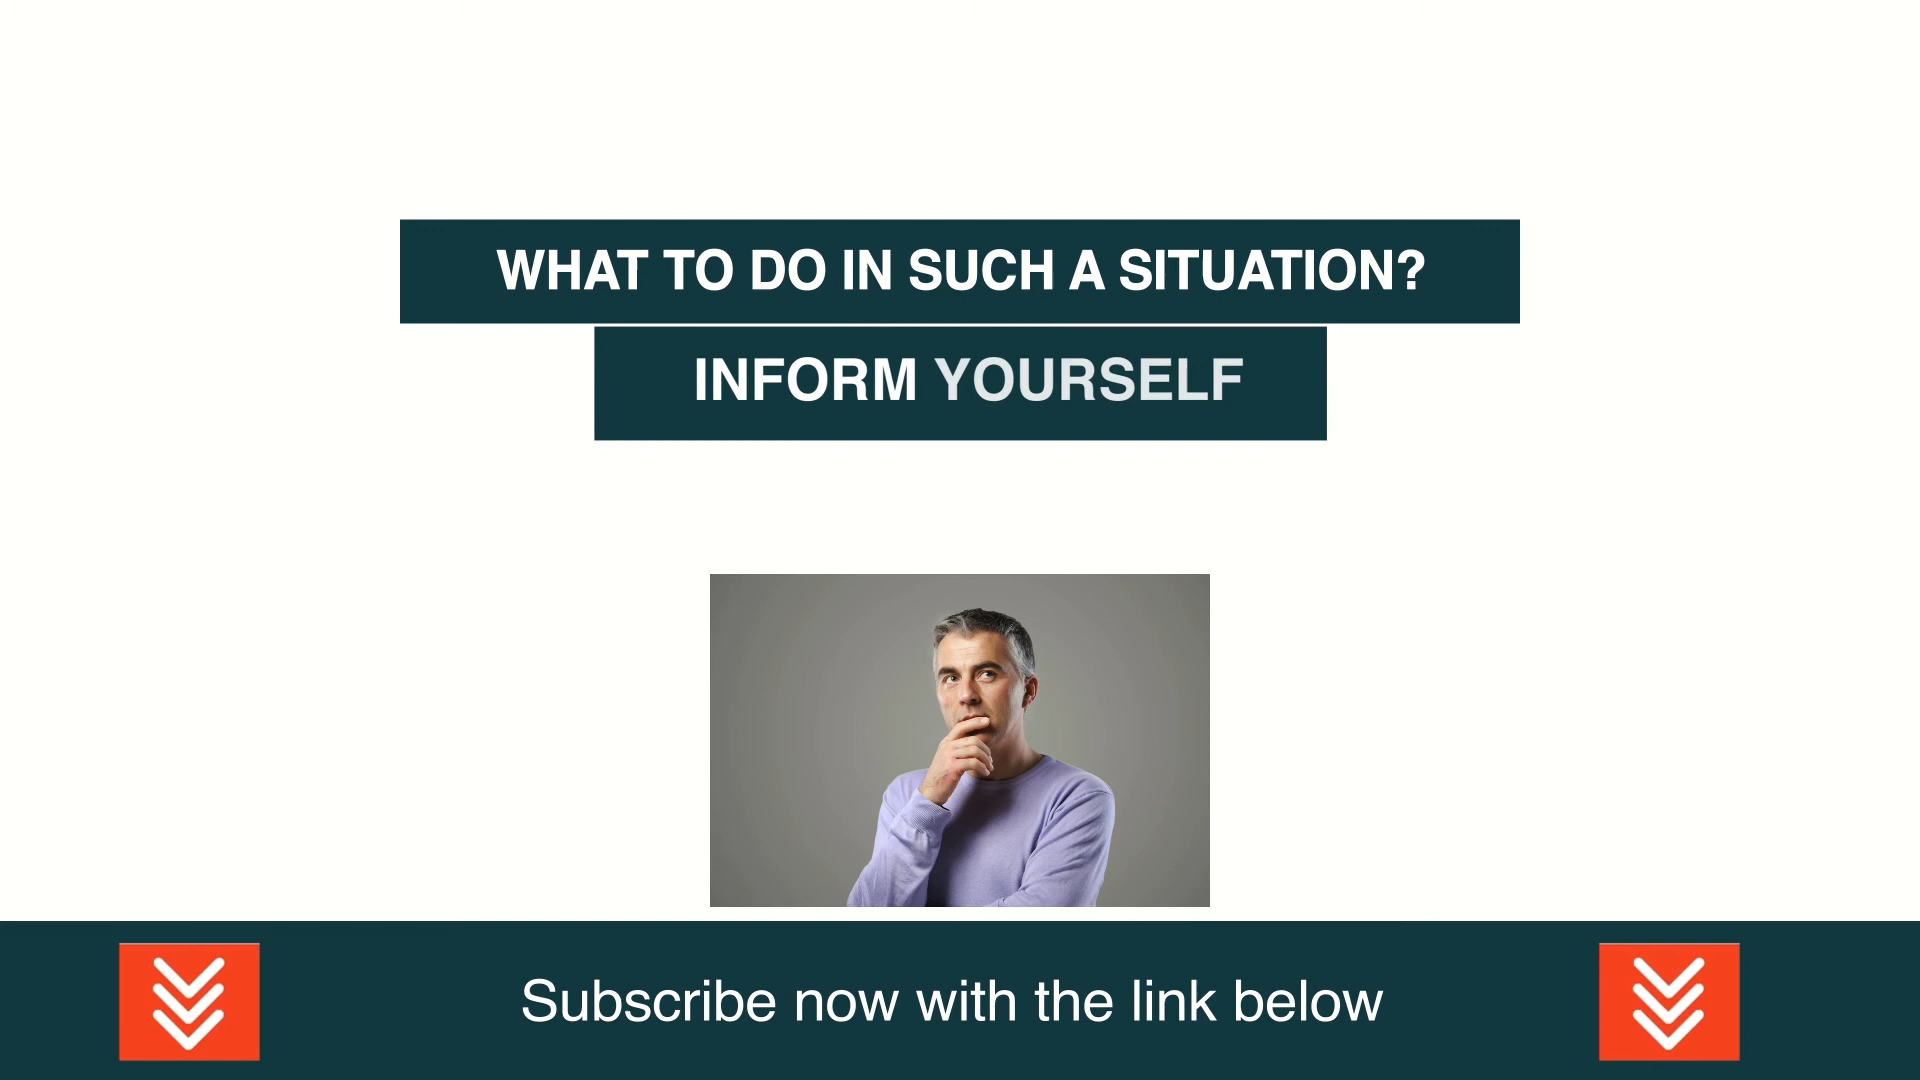 WHAT TO DO IN SUCH A SITUATION?
INFORM YOURSELF
Subscribe now with the link below